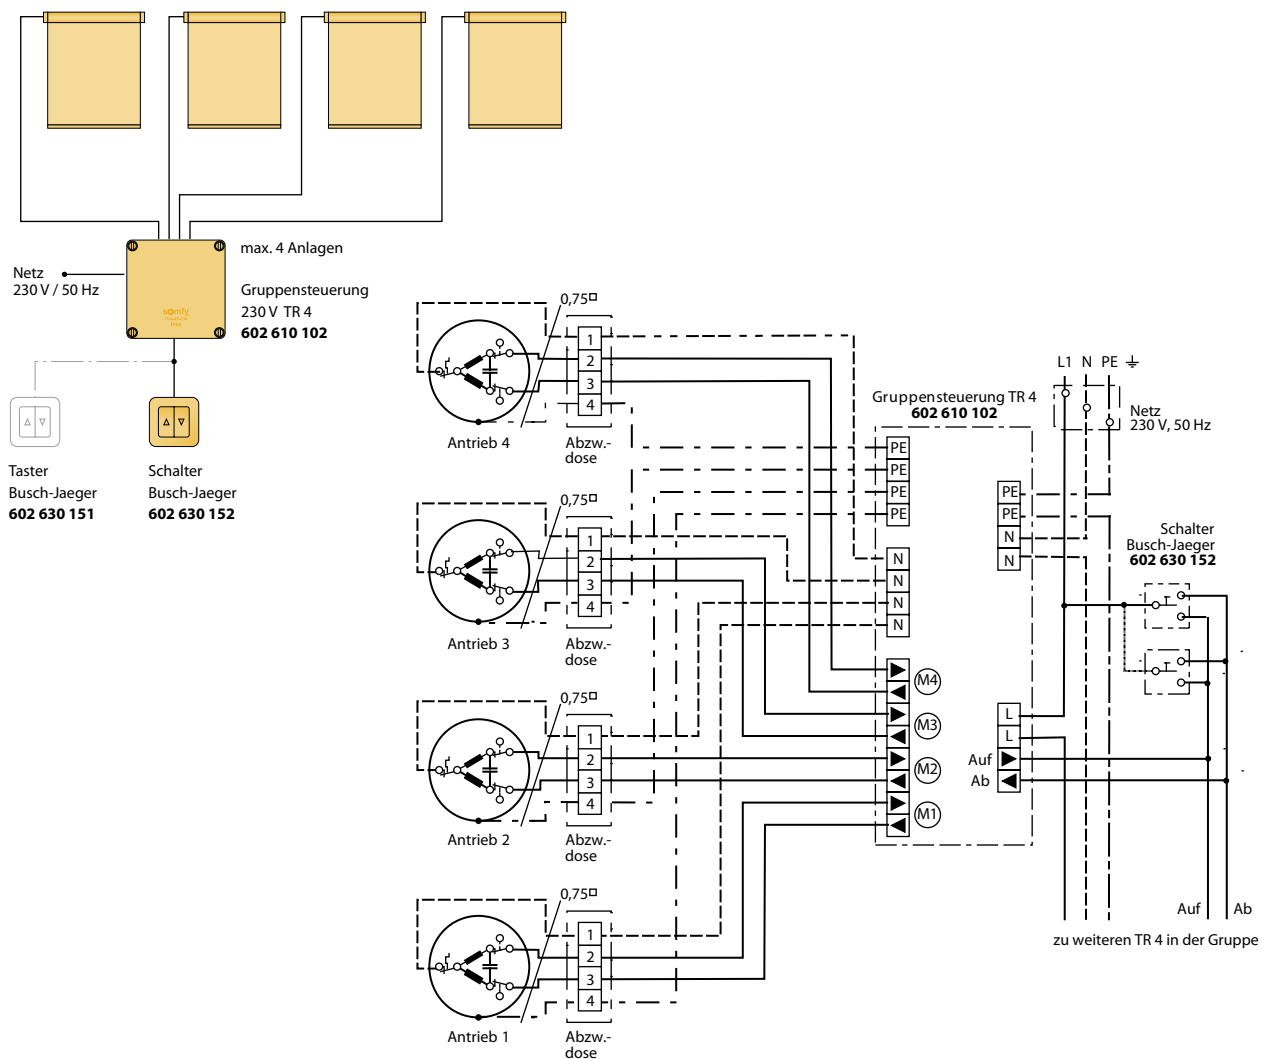 max. 4 Anlagen
Netz
230 V / 50 Hz
Gruppensteuerung
230 V TR 4
602 610 102
somfy
Taster
Busch-Jaeger
602 630 151
Schalter
Busch-Jaeger
602 630 152
0,75
1
2
3
4
Antrieb 4
Abzw.-
dose
0,75
1
2
3
4
Antrieb 3
Abzw.-
dose
0,75
1
2
3
4
Antrieb 2
Abzw.-
dose
0,75
1
2
3
4
Antrieb 1
Abzw.-
dose
Gruppensteuerung TR 4
602 610 102
PE
PE
PE
PE
N
N
N
N
M4
M3
M2
M1
PE
PE
N
N
L
L
Auf
Ab
L1 N PE
Netz
230 V, 50 Hz
Schalter
Busch-Jaeger
602 630 152
Auf Ab
zu weiteren TR 4 in der Gruppe